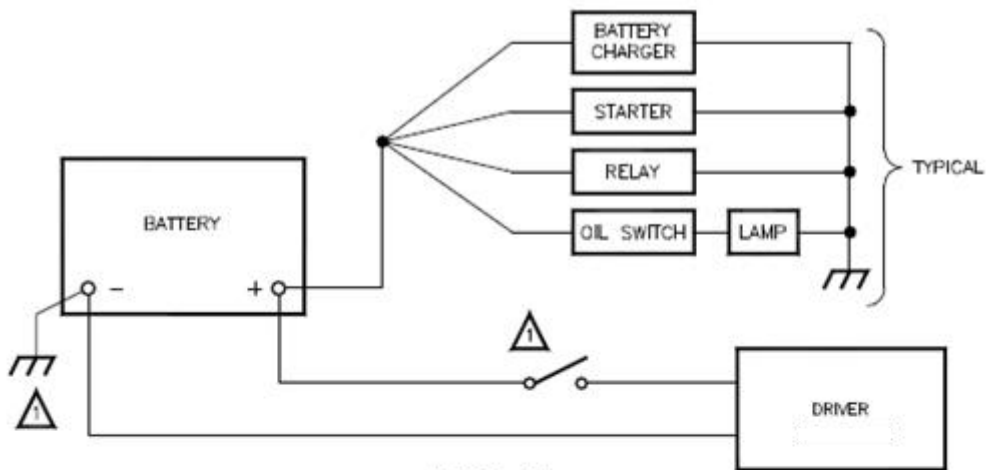 BATTERY
CHARGER
STARTER
RELAY
OIL SWITCH
LAMP
TYPICAL
BATTERY
-
+
1
1
DRIVER